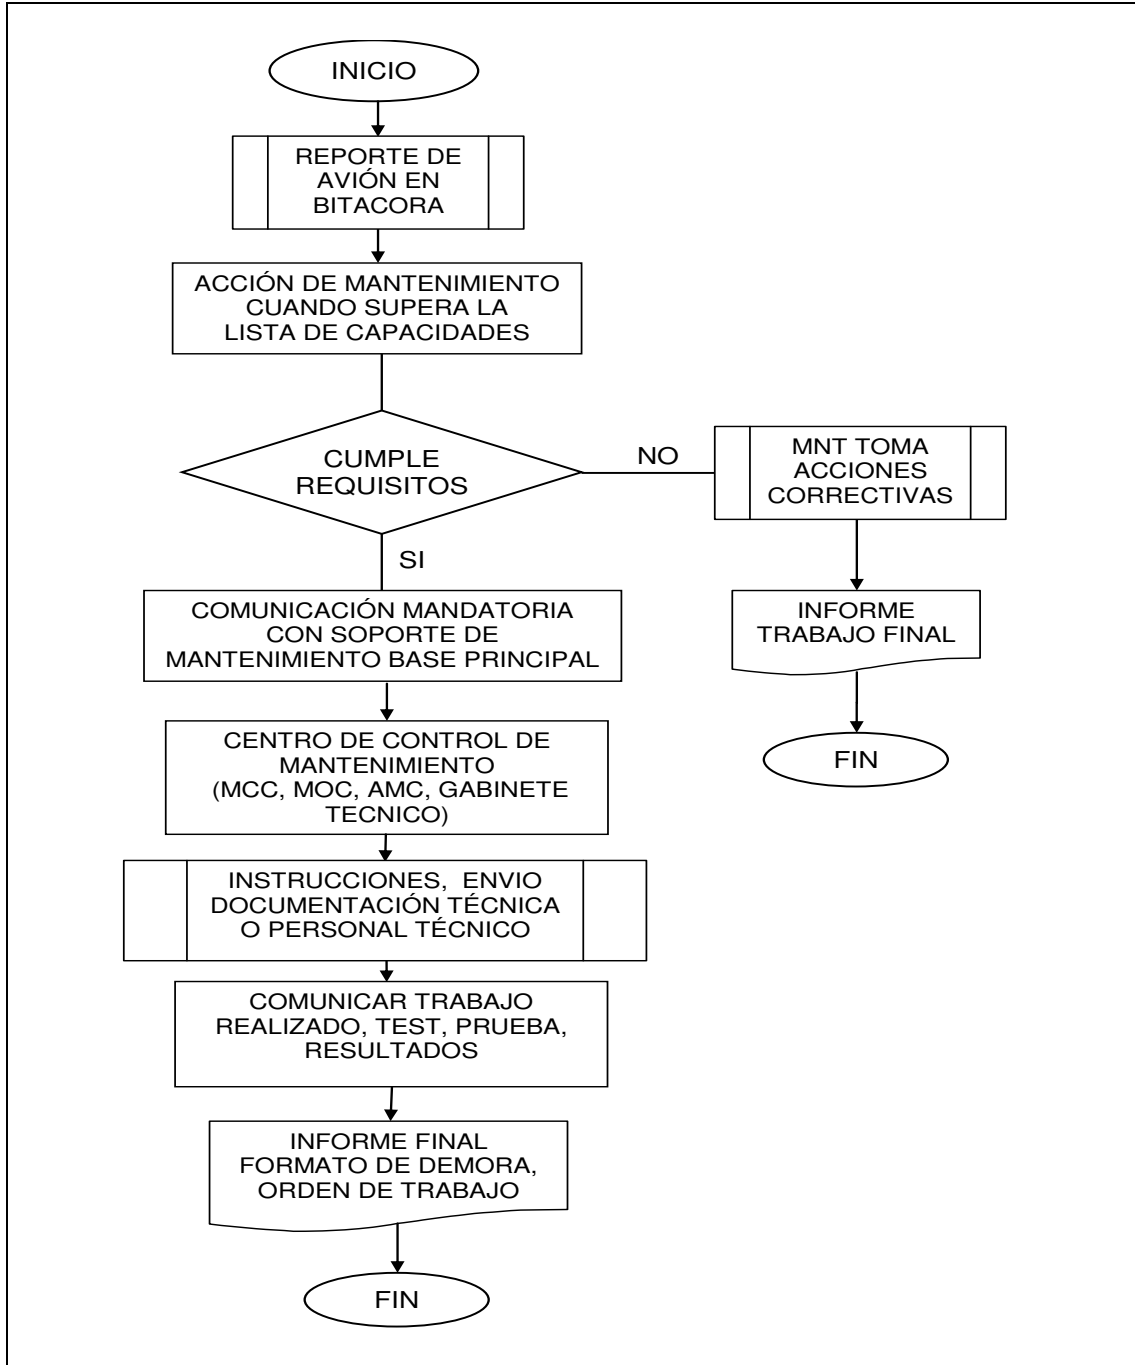 INICIO
REPORTE DE
AVIÓN EN
BITACORA
ACCIÓN DE MANTENIMIENTO
CUANDO SUPERA LA
LISTA DE CAPACIDADES
CUMPLE
REQUISITOS
NO
MNT TOMA
ACCIONES
CORRECTIVAS
INFORME
TRABAJO FINAL
FIN
SI
COMUNICACIÓN MANDATORIA
CON SOPORTE DE
MANTENIMIENTO BASE PRINCIPAL
CENTRO DE CONTROL DE
MANTENIMIENTO
(MCC, MOC, AMC, GABINETE
TECNICO)
INSTRUCCIONES, ENVIO
DOCUMENTACIÓN TÉCNICA
O PERSONAL TÉCNICO
COMUNICAR TRABAJO
REALIZADO, TEST, PRUEBA,
RESULTADOS
INFORME FINAL
FORMATO DE DEMORA,
ORDEN DE TRABAJO
FIN